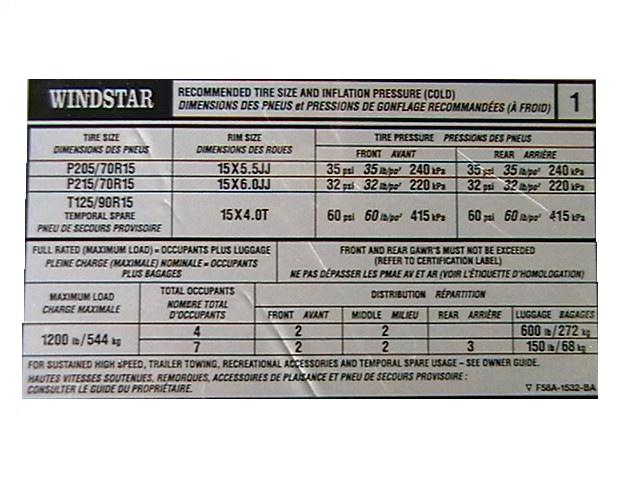 WINDSTAR
RECOMMENDED TIRE SIZE AND INFLATION PRESSURE (COLD)
DIMENSIONS DES PNEUS et PRESSIONS DE GONFLAGE RECOMMANDÉES (À FROID)
1
TIRE SIZE
DIMENSIONS DES PNEUS
RIM SIZE
DIMENSIONS DES ROUES
TIRE PRESSURE PRESSIONS DES PNEUS
FRONT AVANT
REAR ARRIÈRE
P205/70R15 15X5.5JJ 35 psi 35 lb/po² 240 kPa 35 psi 35 lb/po² 240 kPa
P215/70R15 15X6.0JJ 32 psi 32 lb/po² 220 kPa 32 psi 32 lb/po² 220 kPa
T125/90R15
TEMPORAL SPARE
PNEU DE SECOURS PROVISOIRE
15X4.0T 60 psi 60 lb/po² 415 kPa 60 psi 60 lb/po² 415 kPa
FULL RATED (MAXIMUM LOAD) = OCCUPANTS PLUS LUGGAGE
PLEINE CHARGE (MAXIMALE) NOMINALE = OCCUPANTS
PLUS BAGAGES
FRONT AND REAR GAWR'S MUST NOT BE EXCEEDED
(REFER TO CERTIFICATION LABEL)
NE PAS DÉPASSER LES PMAE AV ET AR (VOIR L'ÉTIQUETTE D'HOMOLOGATION)
MAXIMUM LOAD
CHARGE MAXIMALE
TOTAL OCCUPANTS
NOMBRE TOTAL
D'OCCUPANTS
DISTRIBUTION RÉPARTITION
FRONT AVANT MIDDLE MILIEU REAR ARRIÈRE LUGGAGE BAGAGES
1200 lb/544 kg
4 2 2 600 lb/272 kg
7 2 2 3 150 lb/68 kg
FOR SUSTAINED HIGH SPEED, TRAILER TOWING, RECREATIONAL ACCESSORIES AND TEMPORAL SPARE USAGE – SEE OWNER GUIDE.
HAUTES VITESSES SOUTENUES, REMORQUES, ACCESSOIRES DE PLAISANCE ET PNEU DE SECOURS PROVISOIRE :
CONSULTER LE GUIDE DU PROPRIÉTAIRE.
▽ F58A-1532-BA